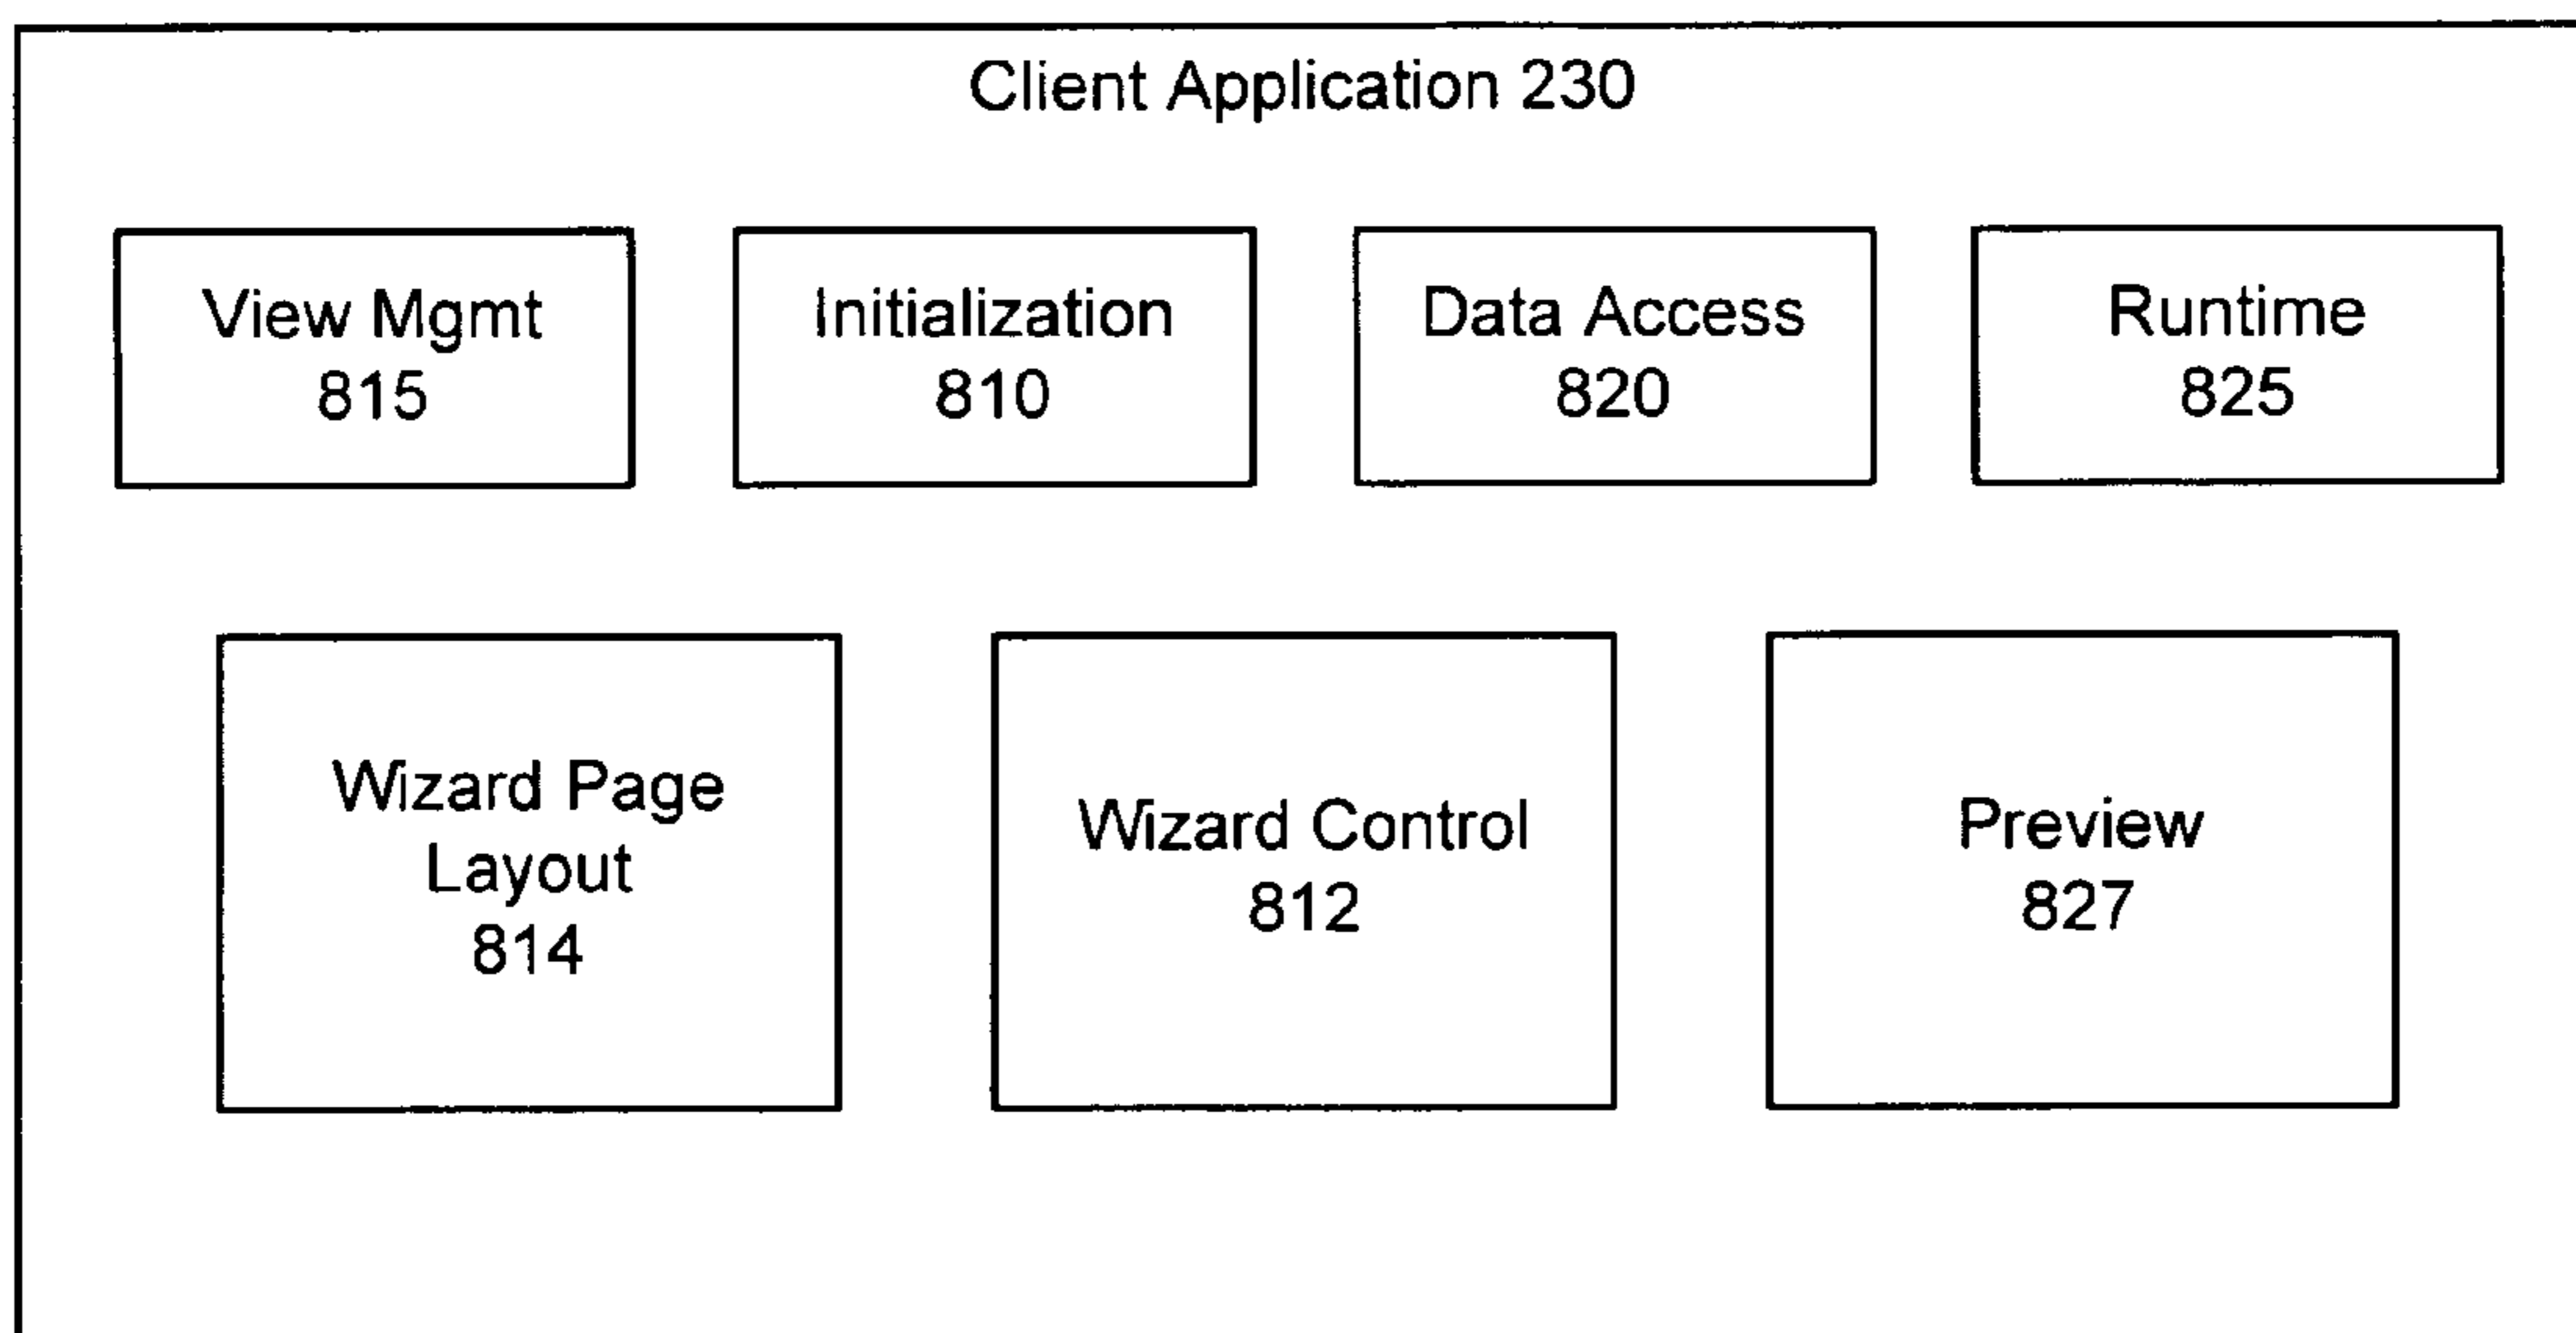 Client Application 230
View Mgmt
815
Initialization
810
Data Access
820
Runtime
825
Wizard Page
Layout
814
Wizard Control
812
Preview
827